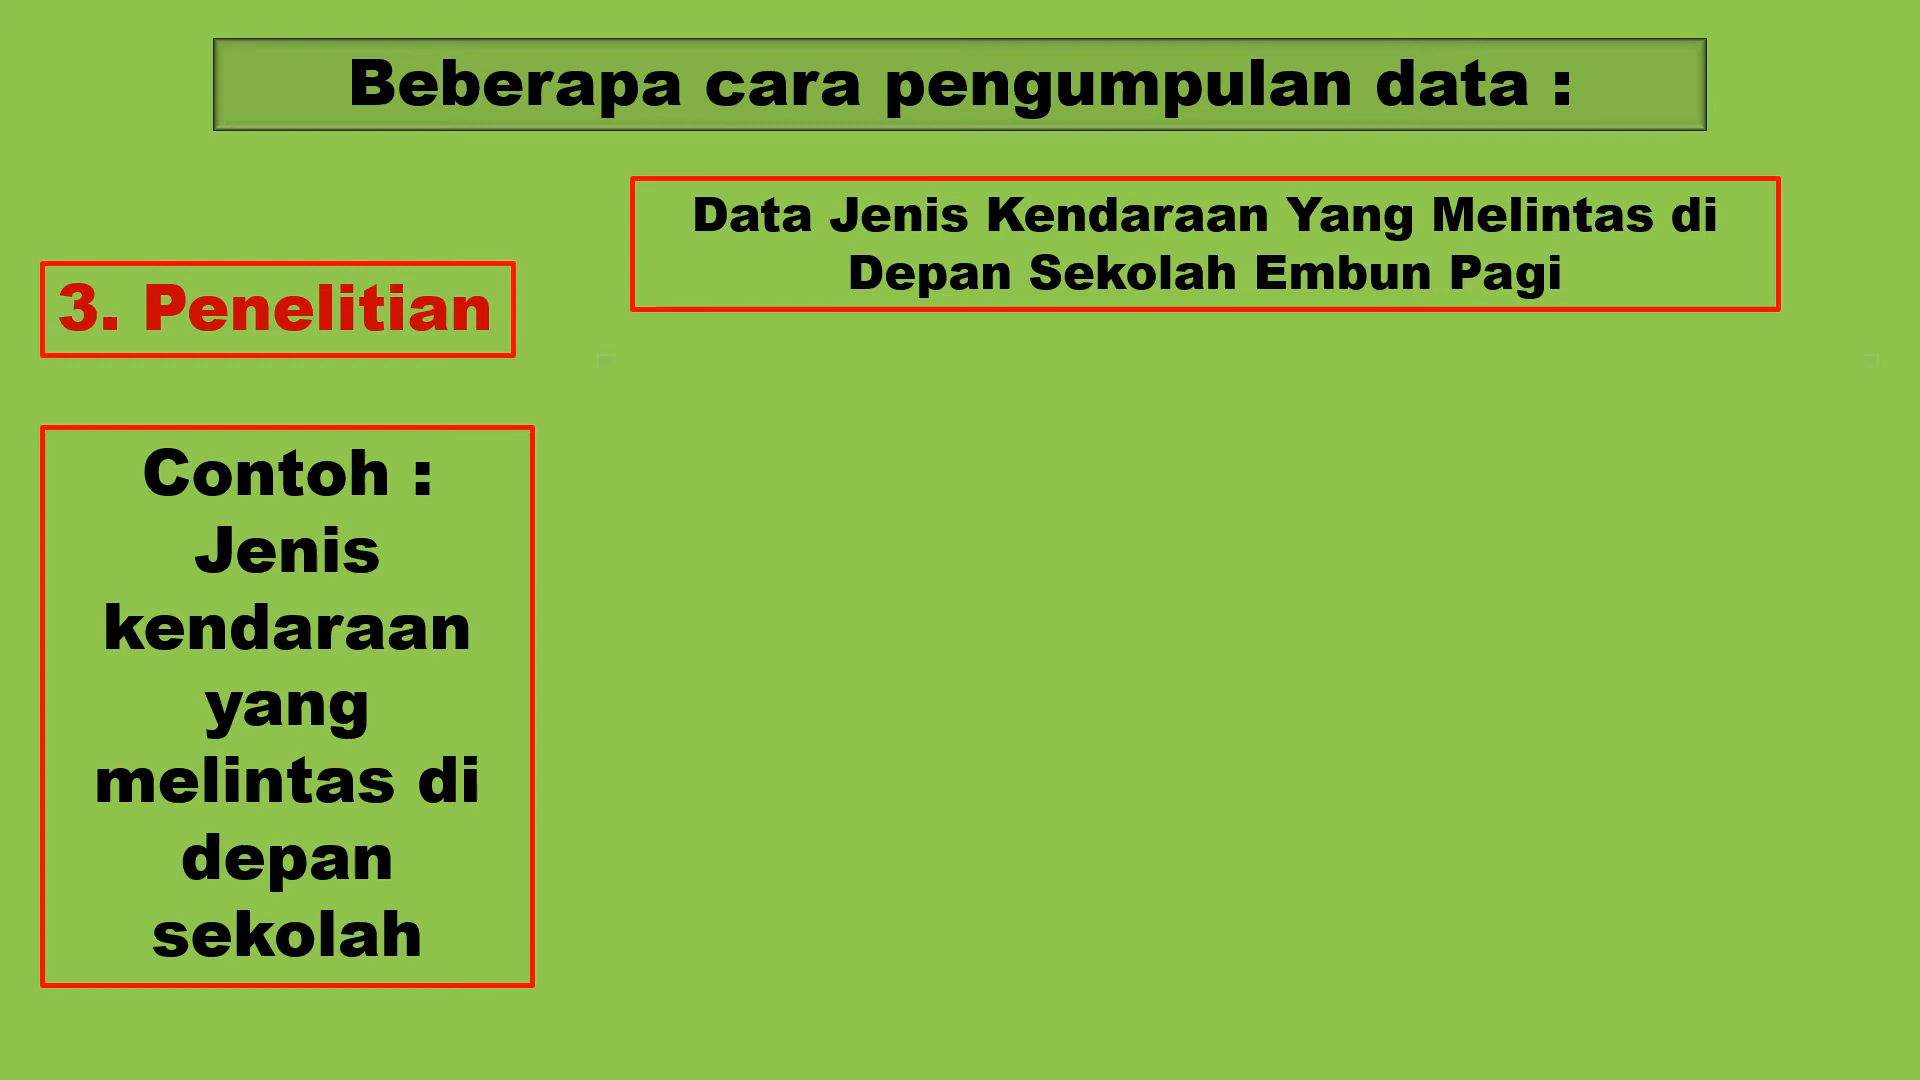 Beberapa cara pengumpulan data :
Data Jenis Kendaraan Yang Melintas di
Depan Sekolah Embun Pagi
3. Penelitian
Contoh :
Jenis
kendaraan
yang
melintas di
depan
sekolah